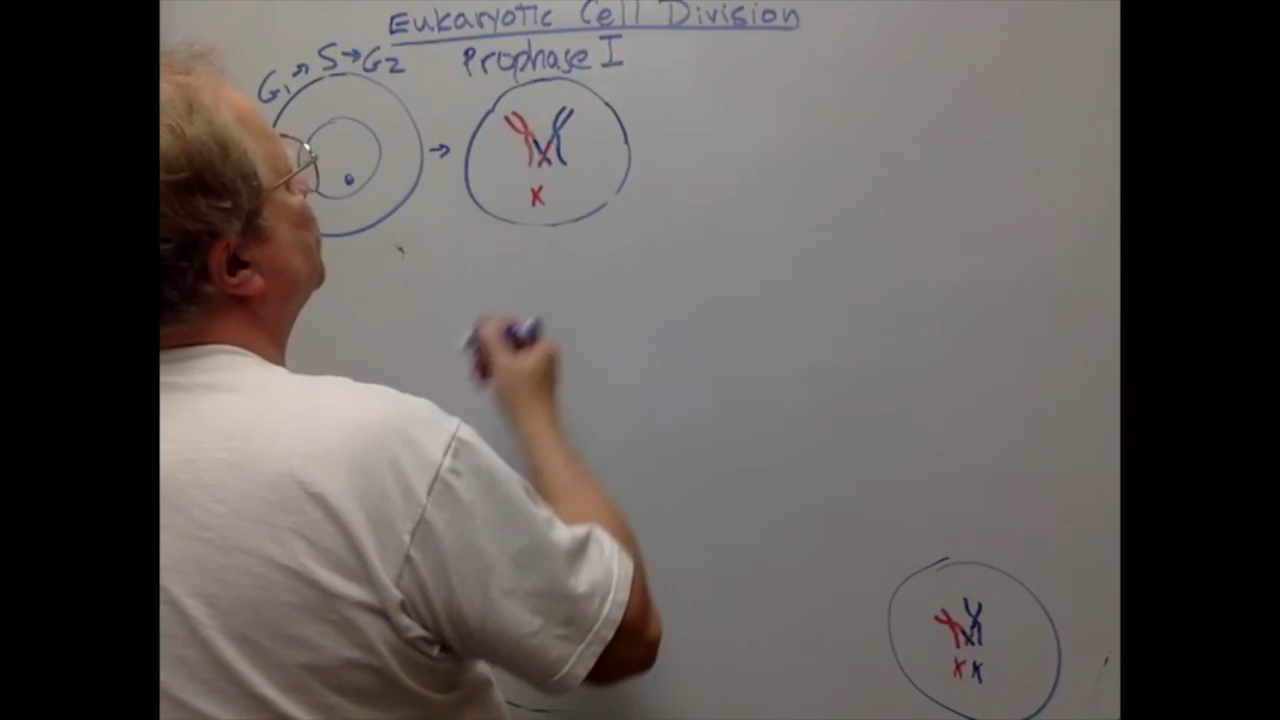 Eukaryotic Cell Division
G₁ → S → G₂
Prophase I